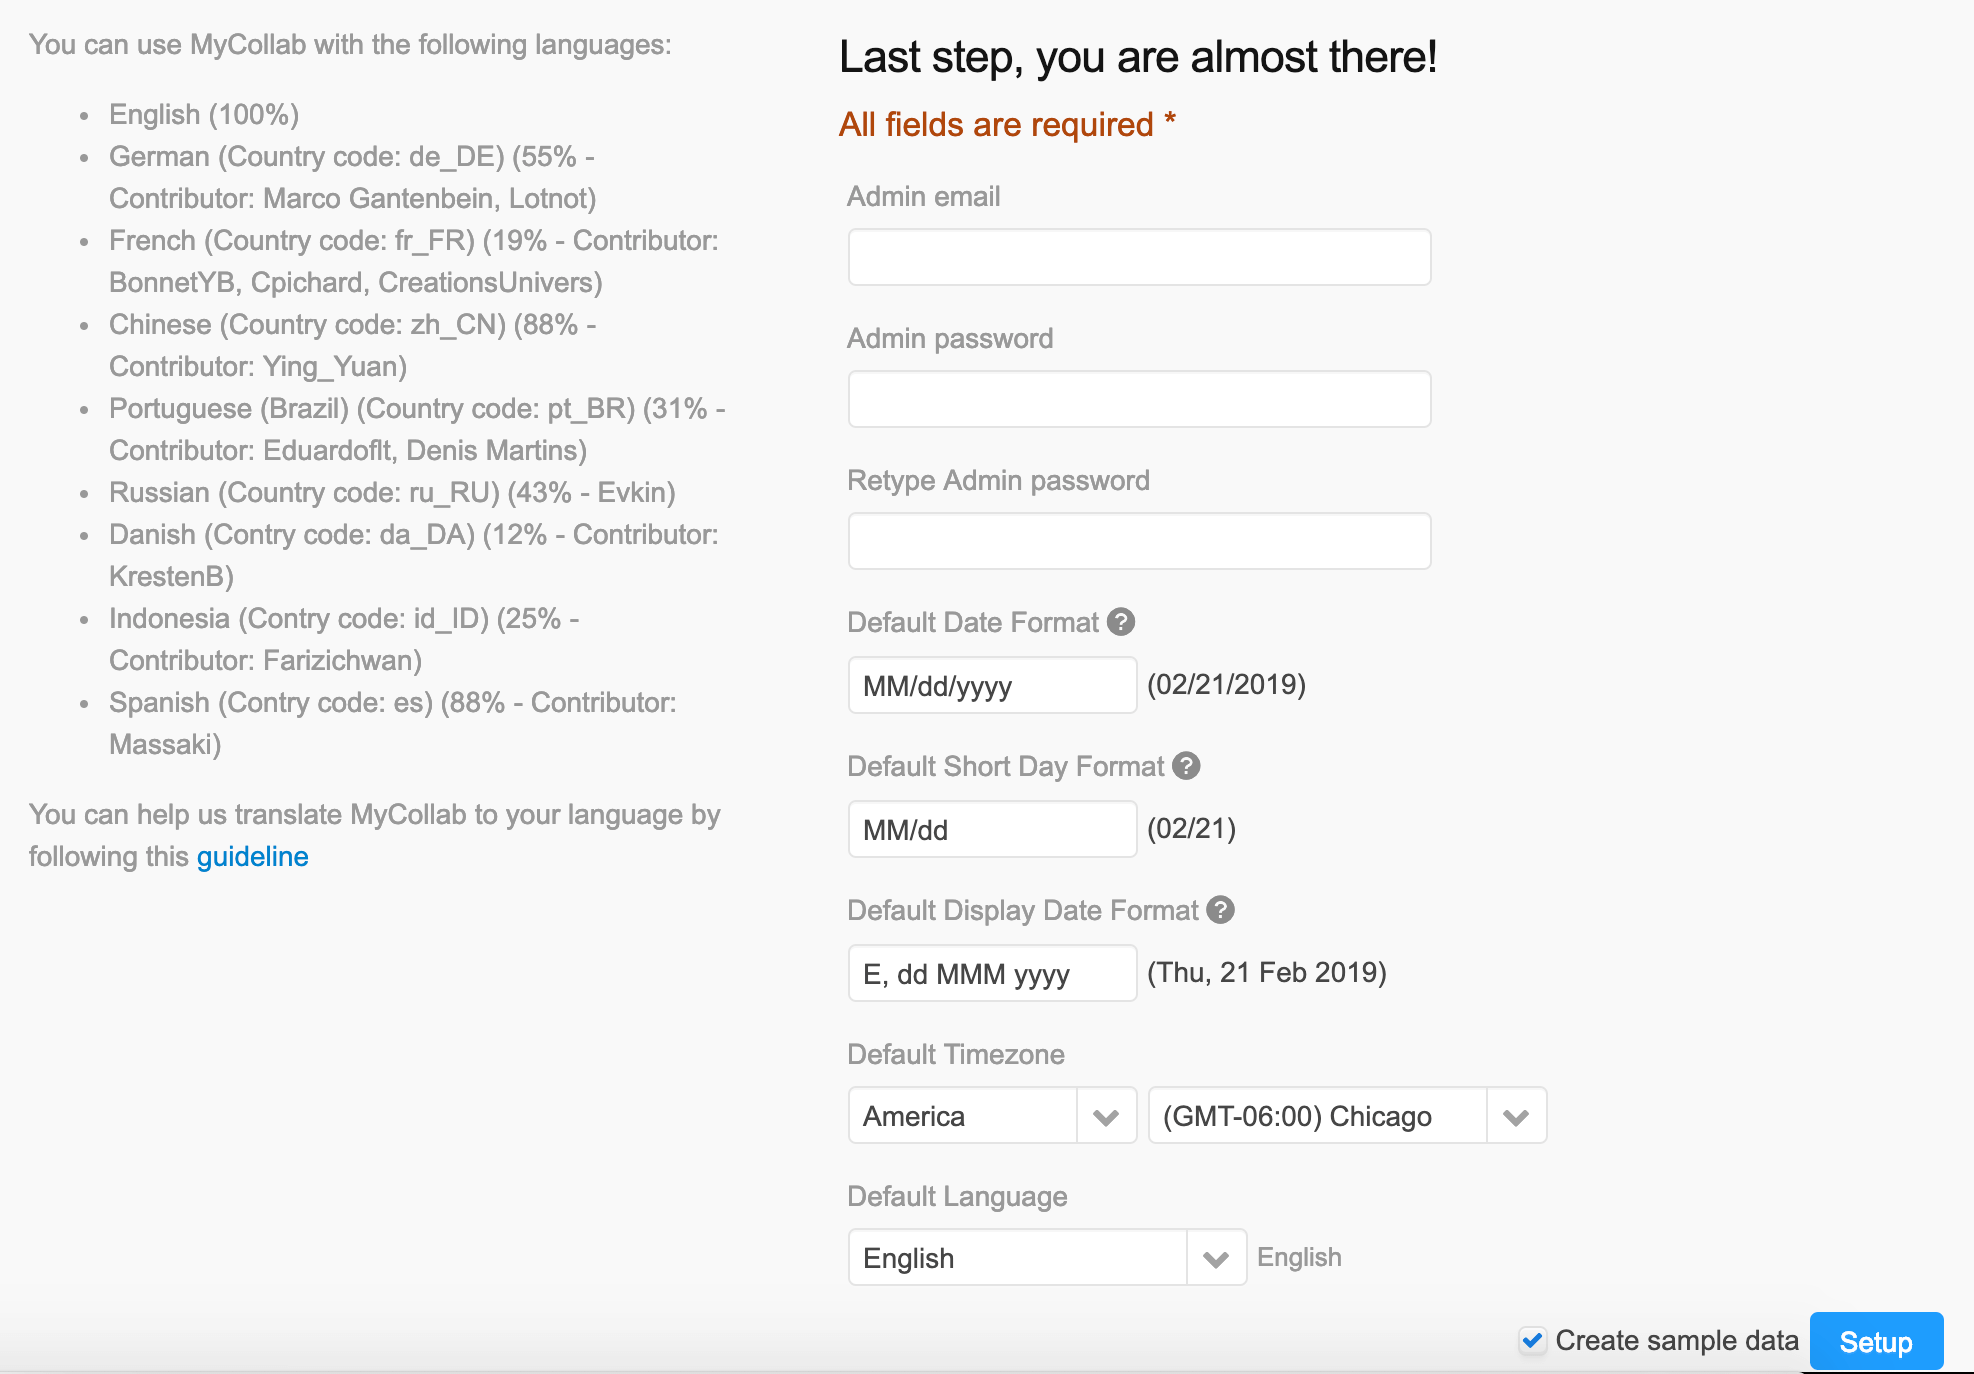 You can use MyCollab with the following languages:
English (100%)
German (Country code: de_DE) (55% -
Contributor: Marco Gantenbein, Lotnot)
French (Country code: fr_FR) (19% - Contributor:
BonnetYB, Cpichard, CreationsUnivers)
Chinese (Country code: zh_CN) (88% -
Contributor: Ying_Yuan)
Portuguese (Brazil) (Country code: pt_BR) (31% -
Contributor: Eduardoflt, Denis Martins)
Russian (Country code: ru_RU) (43% - Evkin)
Danish (Contry code: da_DA) (12% - Contributor:
KrestenB)
Indonesia (Contry code: id_ID) (25% -
Contributor: Farizichwan)
Spanish (Contry code: es) (88% - Contributor:
Massaki)
You can help us translate MyCollab to your language by
following this guideline
Last step, you are almost there!
All fields are required *
Admin email
Admin password
Retype Admin password
Default Date Format ?
MM/dd/yyyy (02/21/2019)
Default Short Day Format ?
MM/dd (02/21)
Default Display Date Format ?
E, dd MMM yyyy (Thu, 21 Feb 2019)
Default Timezone
America (GMT-06:00) Chicago
Default Language
English English
Create sample data Setup